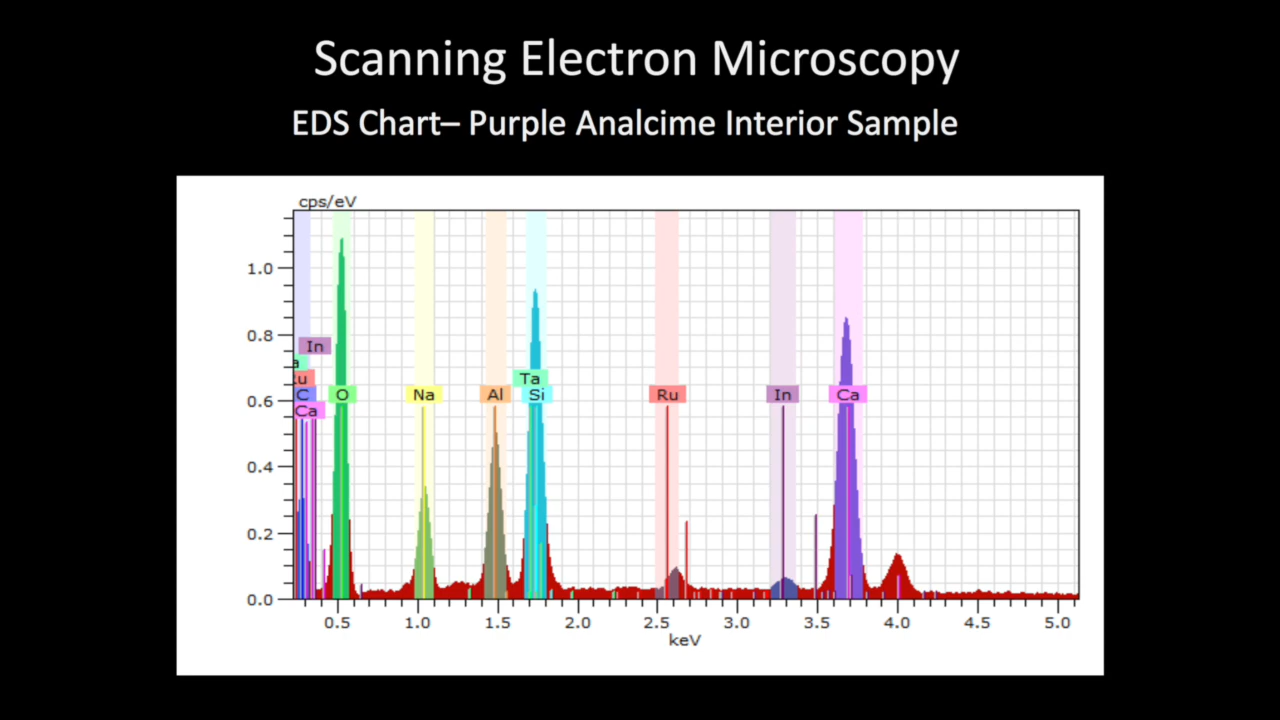 Scanning Electron Microscopy
EDS Chart– Purple Analcime Interior Sample
cps/eV
1.0
0.8
0.6
0.4
0.2
0.0
In
a
C
Ca
O
Na
Al
Ta
Si
Ru
In
Ca
0.5 1.0 1.5 2.0 2.5 3.0 3.5 4.0 4.5 5.0
keV